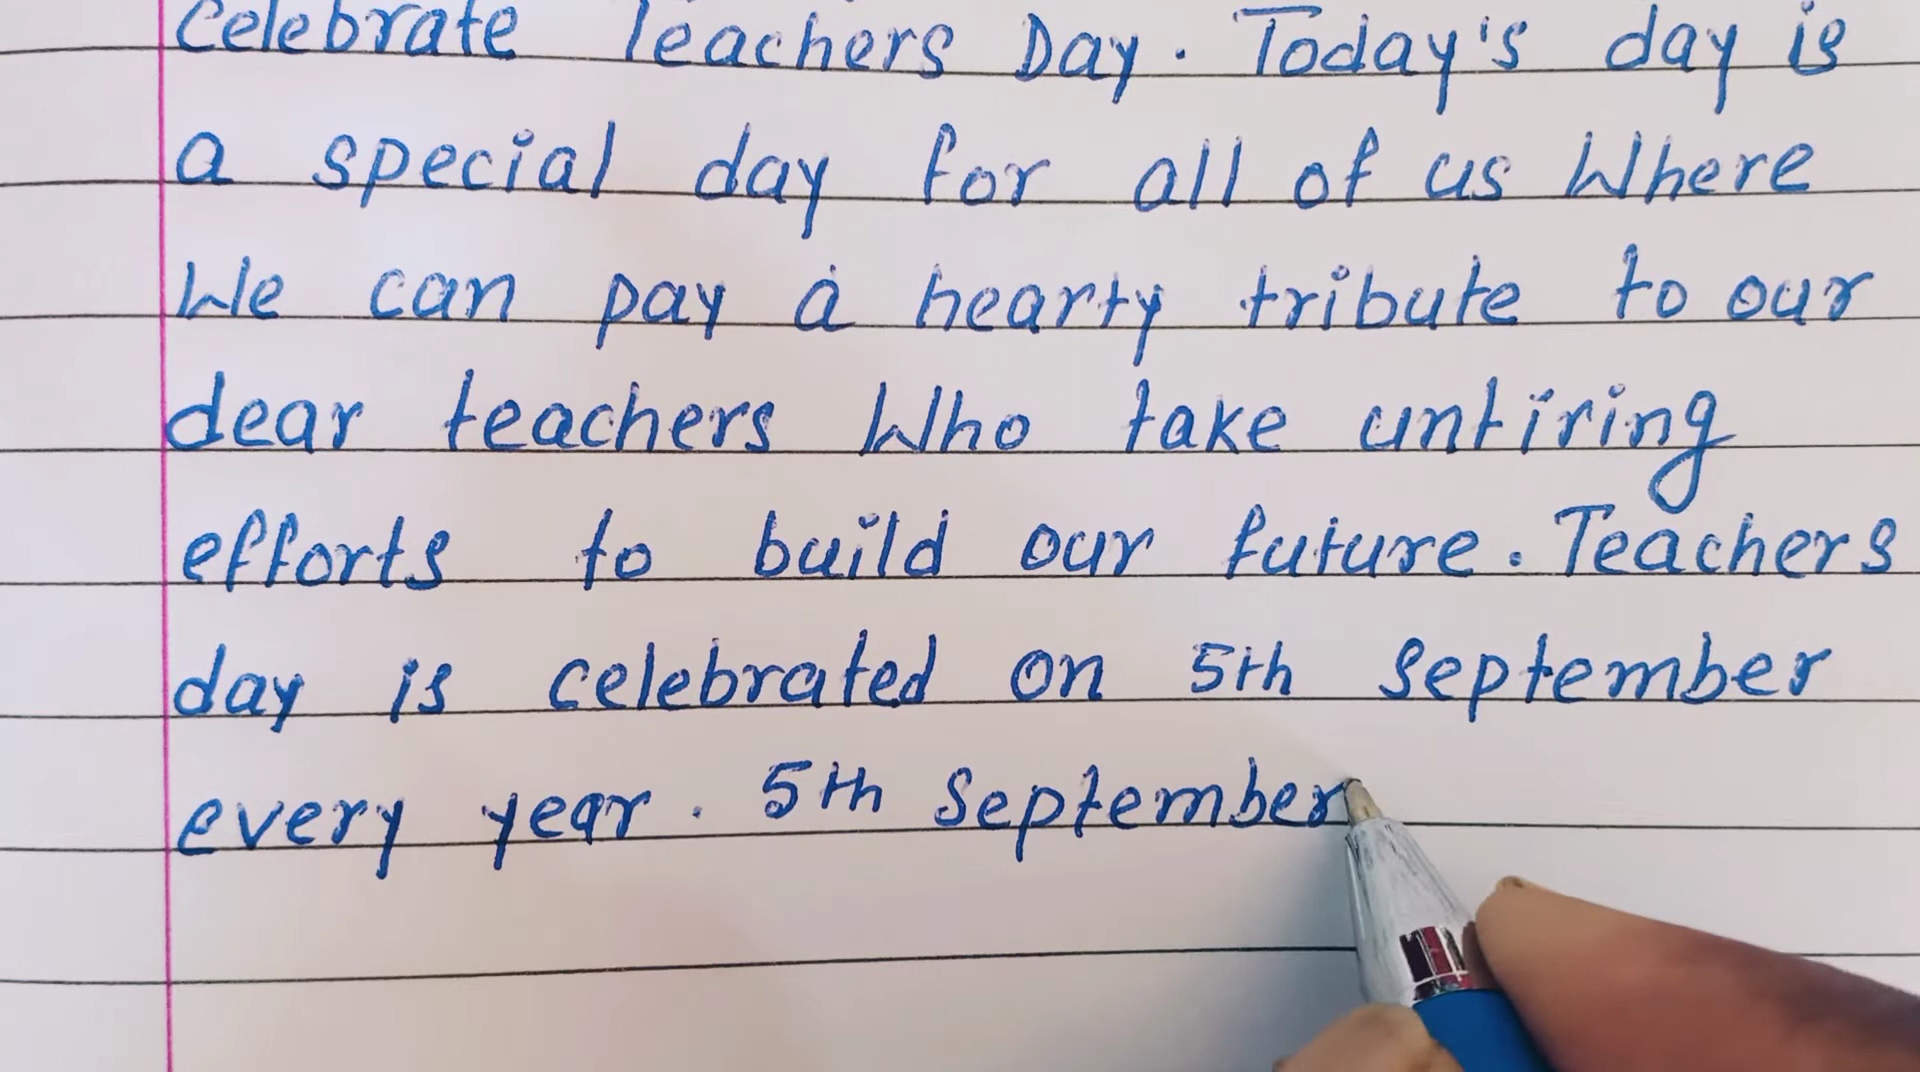 Celebrate Teachers Day. Today's day is
a special day for all of us Where
We can pay a hearty tribute to our
dear teachers Who take untiring
efforts to build our future. Teachers
day is celebrated on 5th September
every year. 5th September